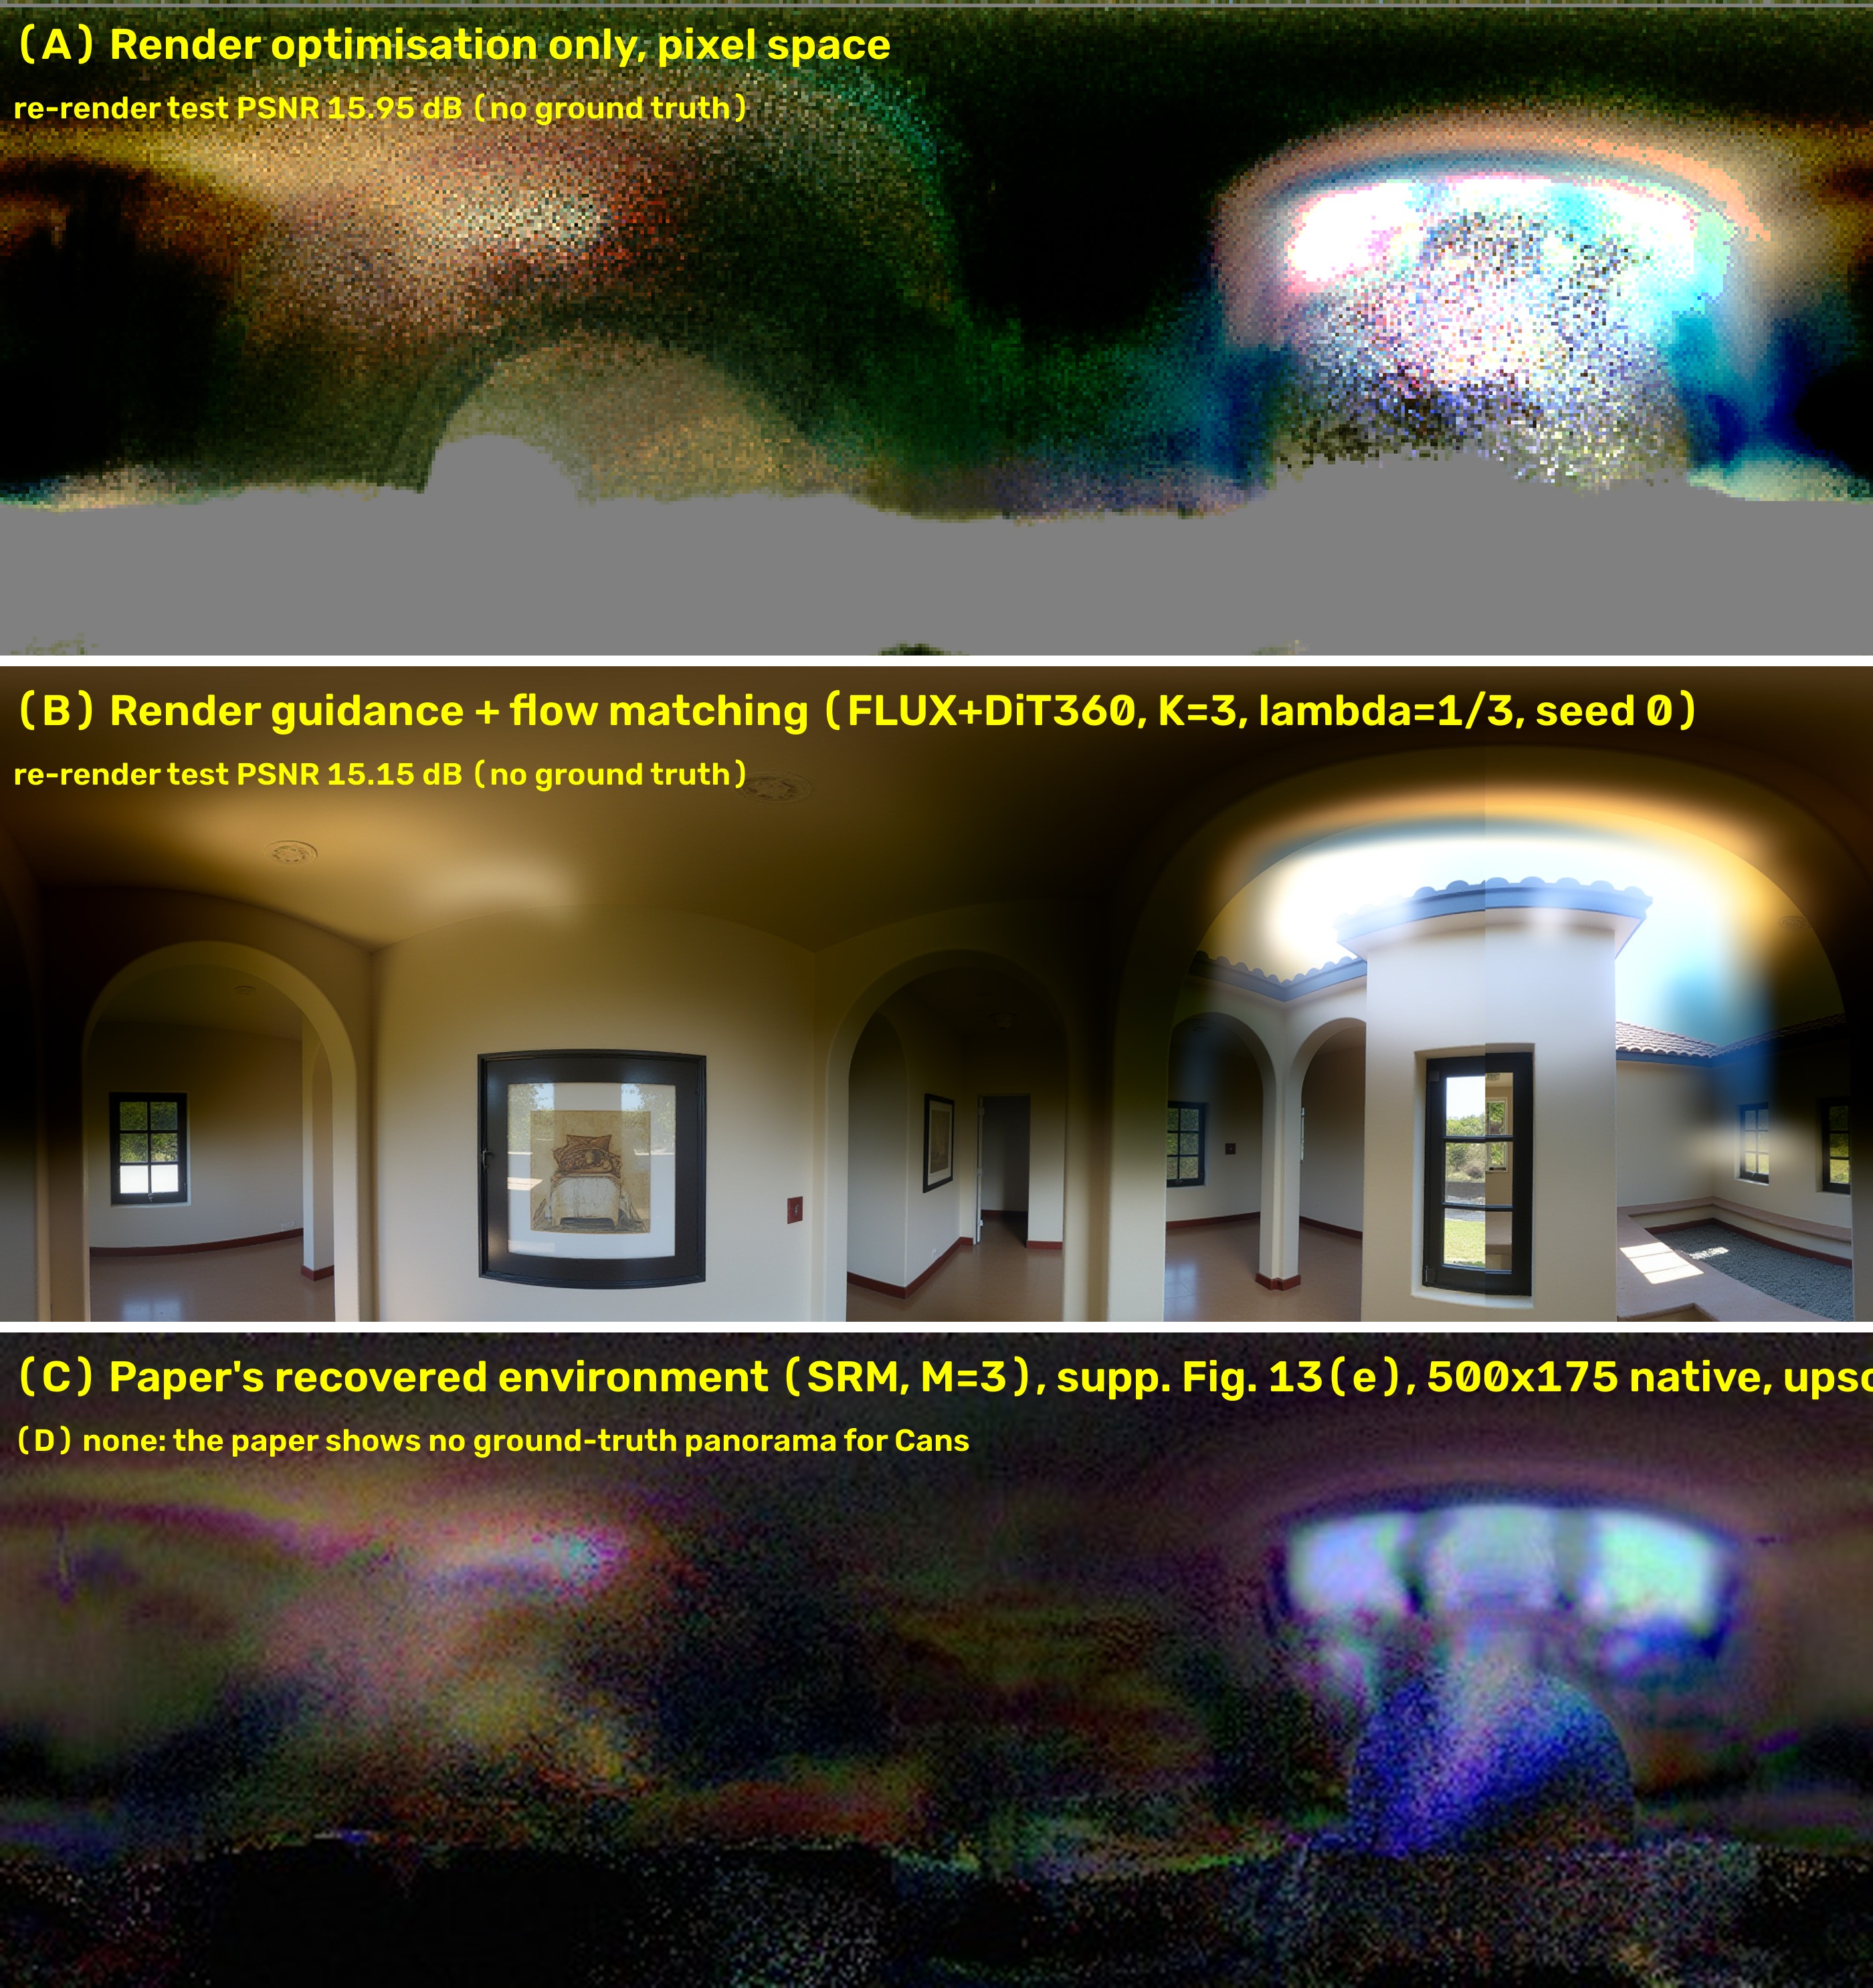 (A) Render optimisation only, pixel space
re-render test PSNR 15.95 dB (no ground truth)
(B) Render guidance + flow matching (FLUX+DiT360, K=3, lambda=1/3, seed 0)
re-render test PSNR 15.15 dB (no ground truth)
(C) Paper's recovered environment (SRM, M=3), supp. Fig. 13(e), 500x175 native,
(D) none: the paper shows no ground-truth panorama for Cans